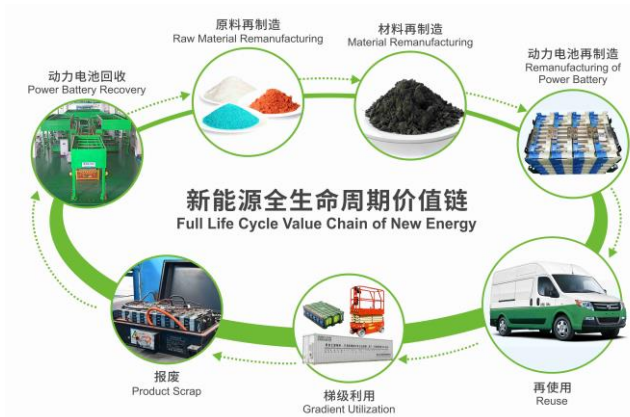 原料再制造
Raw Material Remanufacturing
材料再制造
Material Remanufacturing
动力电池回收
Power Battery Recovery
动力电池再制造
Remanufacturing of
Power Battery
新能源全生命周期价值链
Full Life Cycle Value Chain of New Energy
报废
Product Scrap
梯级利用
Gradient Utilization
再使用
Reuse